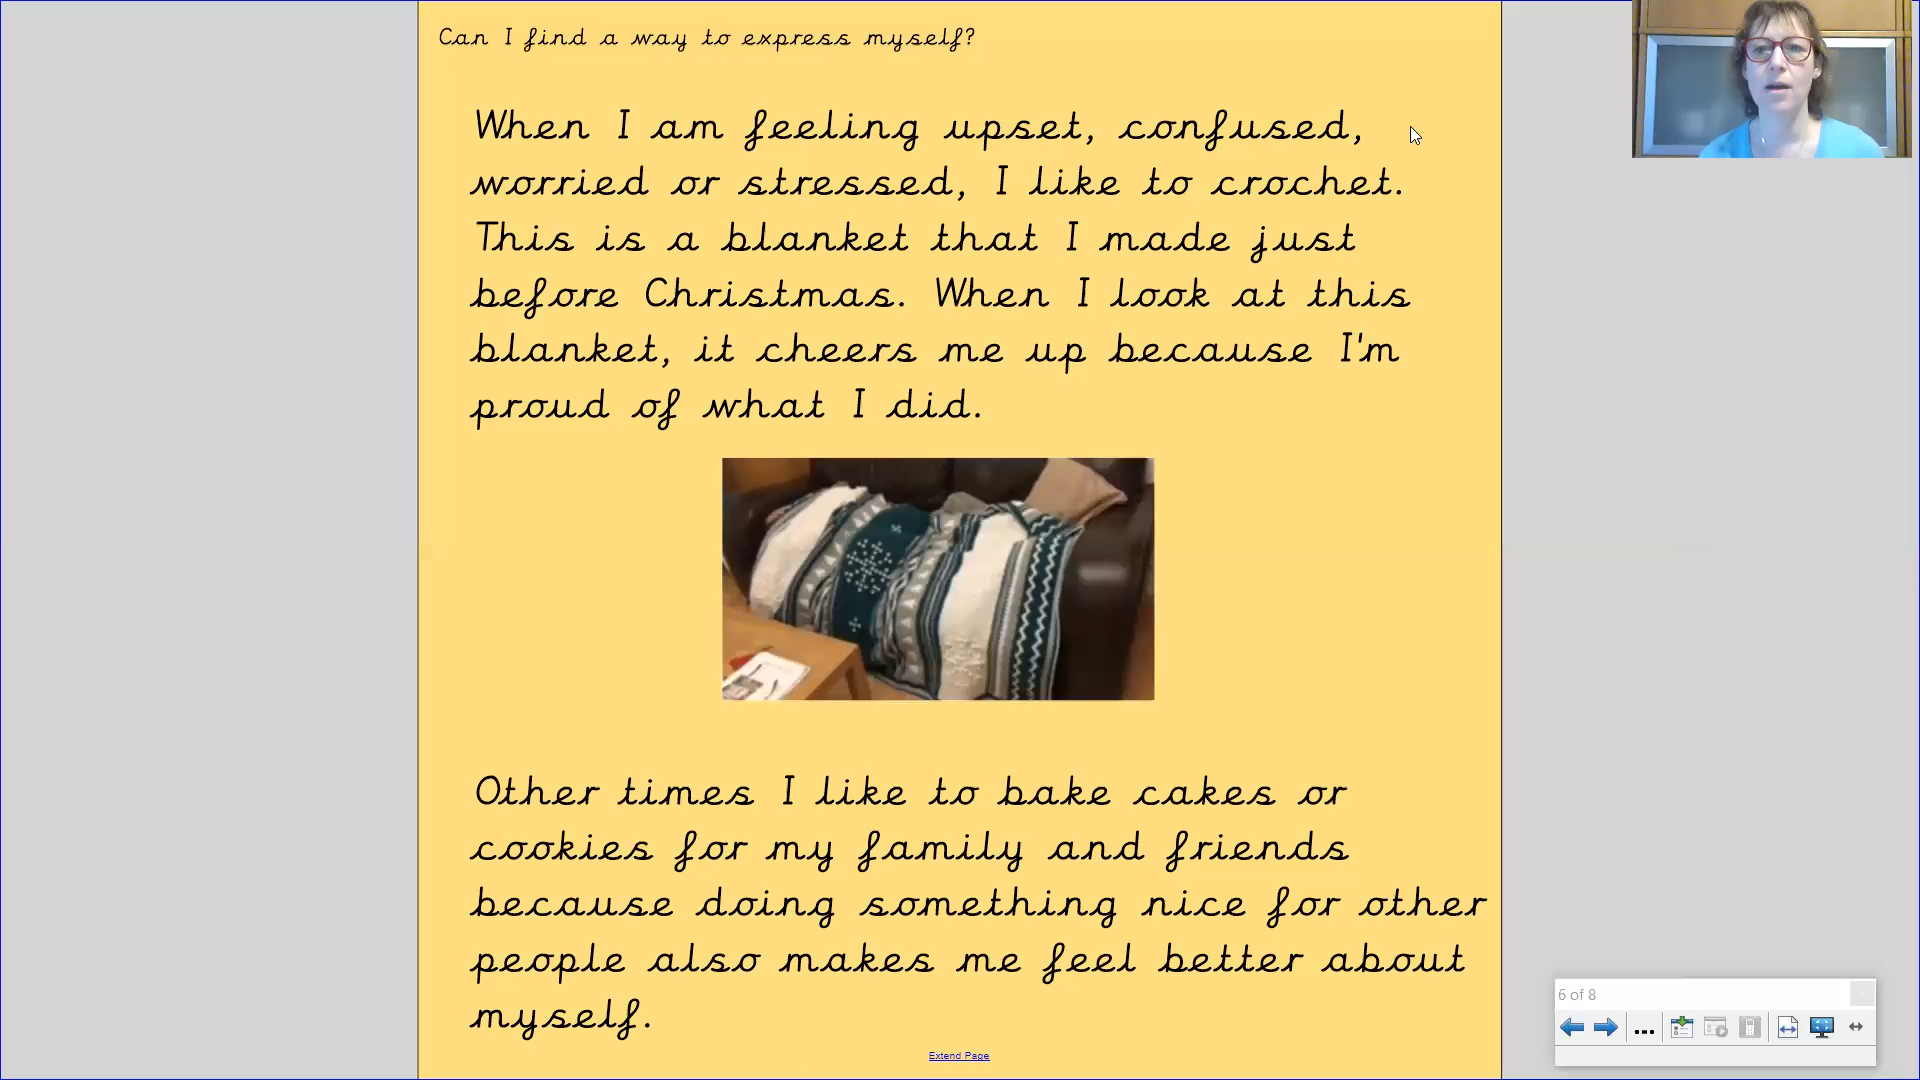 Can I find a way to express myself?
When I am feeling upset, confused,
worried or stressed, I like to crochet.
This is a blanket that I made just
before Christmas. When I look at this
blanket, it cheers me up because I'm
proud of what I did.
Other times I like to bake cakes or
cookies for my family and friends
because doing something nice for other
people also makes me feel better about
myself.
Extend Page
6 of 8
...